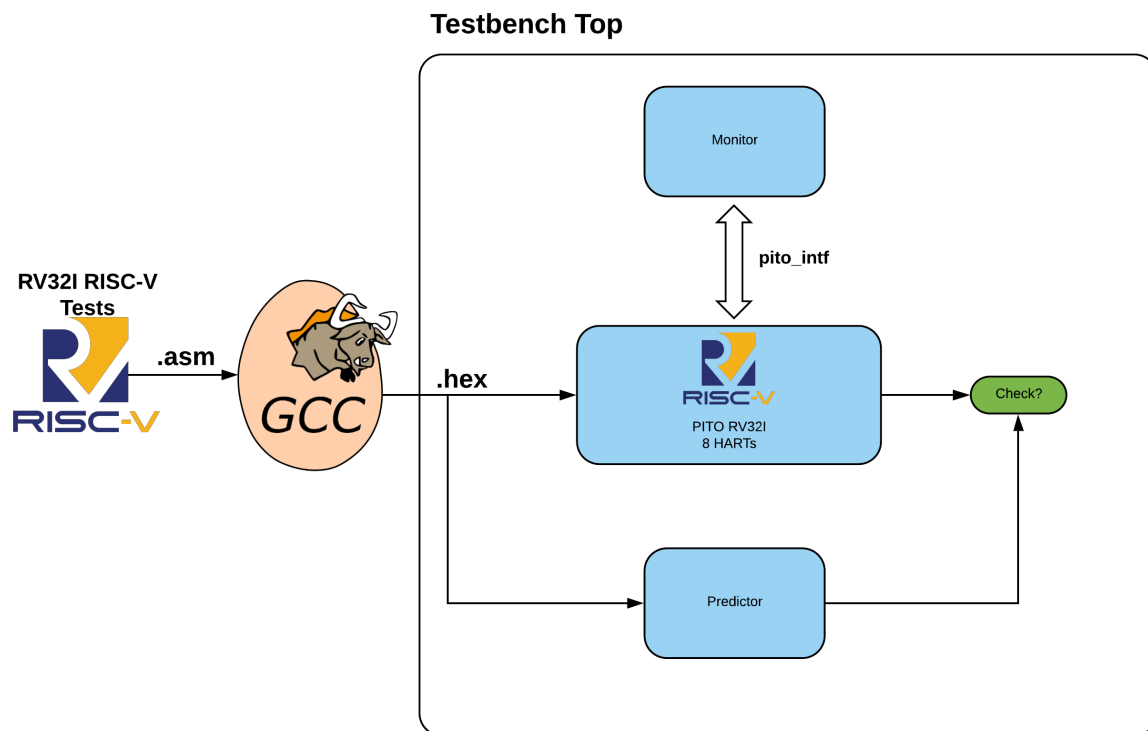 Testbench Top
Monitor
pito_intf
RV32I RISC-V
Tests
RISC-V
.asm
GCC
.hex
RISC-V
PITO RV32I
8 HARTs
Check?
Predictor